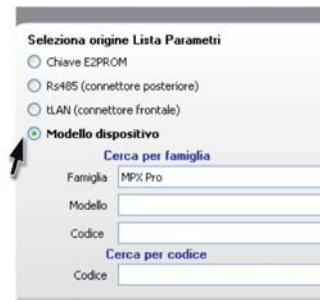 Seleziona origine Lista Parametri
Chiave E2PROM
Rs485 (connettore posteriore)
tLAN (connettore frontale)
Modello dispositivo
Cerca per famiglia
Famiglia MPX Pro
Modello
Codice
Cerca per codice
Codice